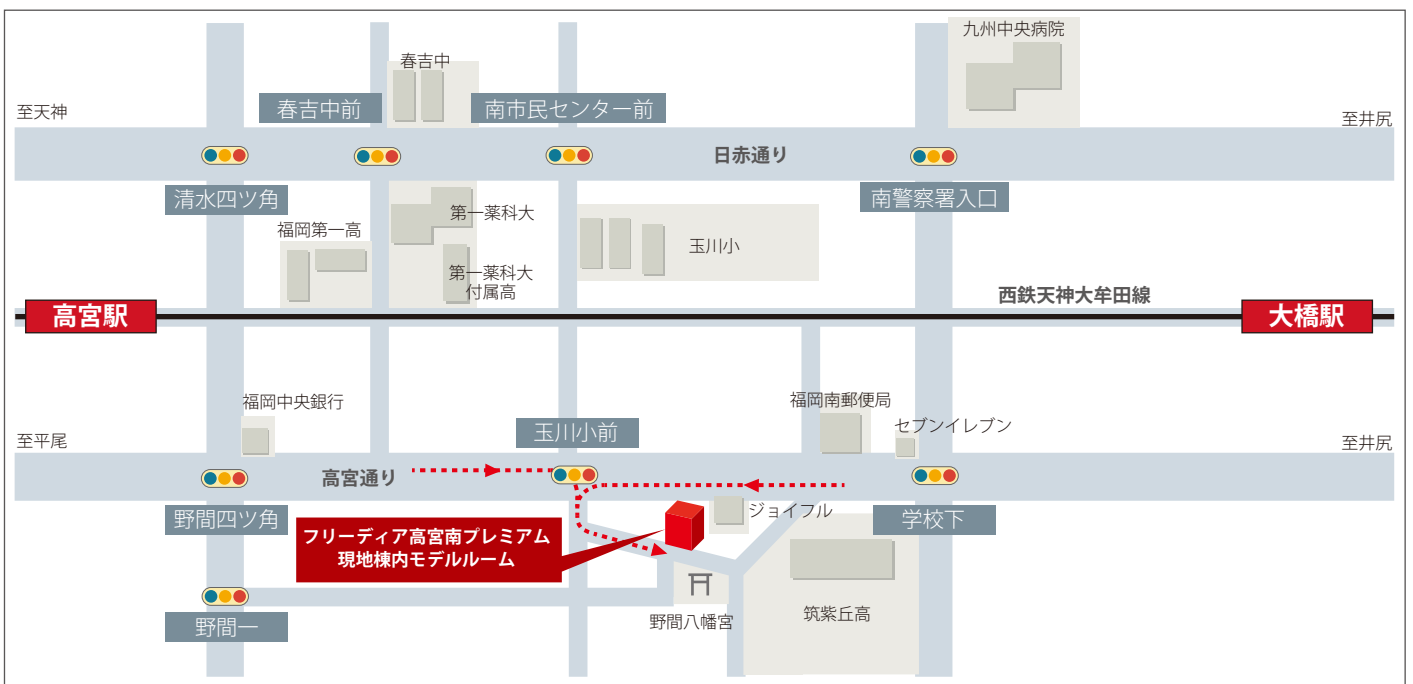 九州中央病院
春吉中
至天神
春吉中前
南市民センター前
至井尻
日赤通り
清水四ツ角
南警察署入口
福岡第一高
第一薬科大
玉川小
第一薬科大
付属高
西鉄天神大牟田線
高宮駅
大橋駅
福岡中央銀行
福岡南郵便局
セブンイレブン
至平尾
玉川小前
至井尻
高宮通り
野間四ツ角
ジョイフル
学校下
フリーディア高宮南プレミアム
現地棟内モデルルーム
野間一
野間八幡宮
筑紫丘高